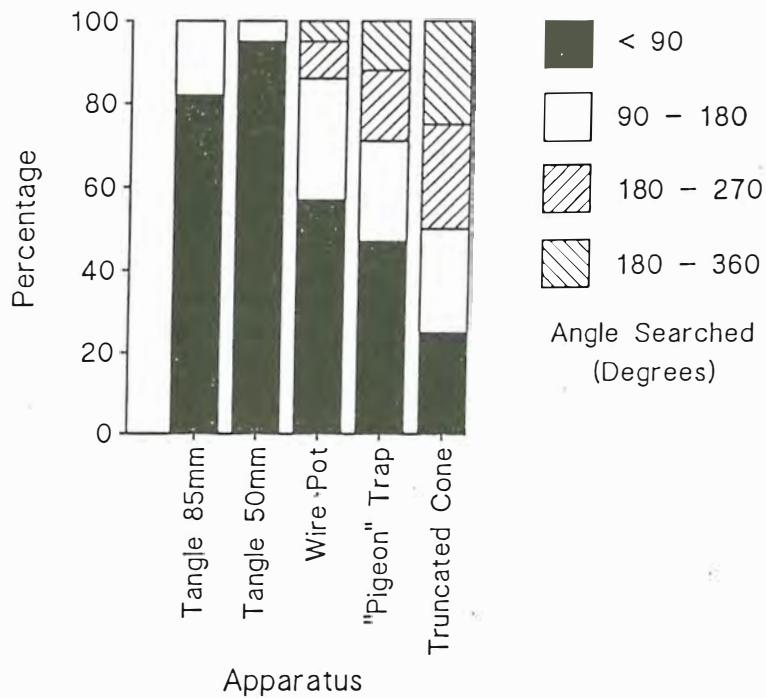 Percentage
100
80
60
40
20
0
Tangle 85mm
Tangle 50mm
Wire Pot
"Pigeon" Trap
Truncated Cone
Apparatus
< 90
90 - 180
180 - 270
180 - 360
Angle Searched
(Degrees)